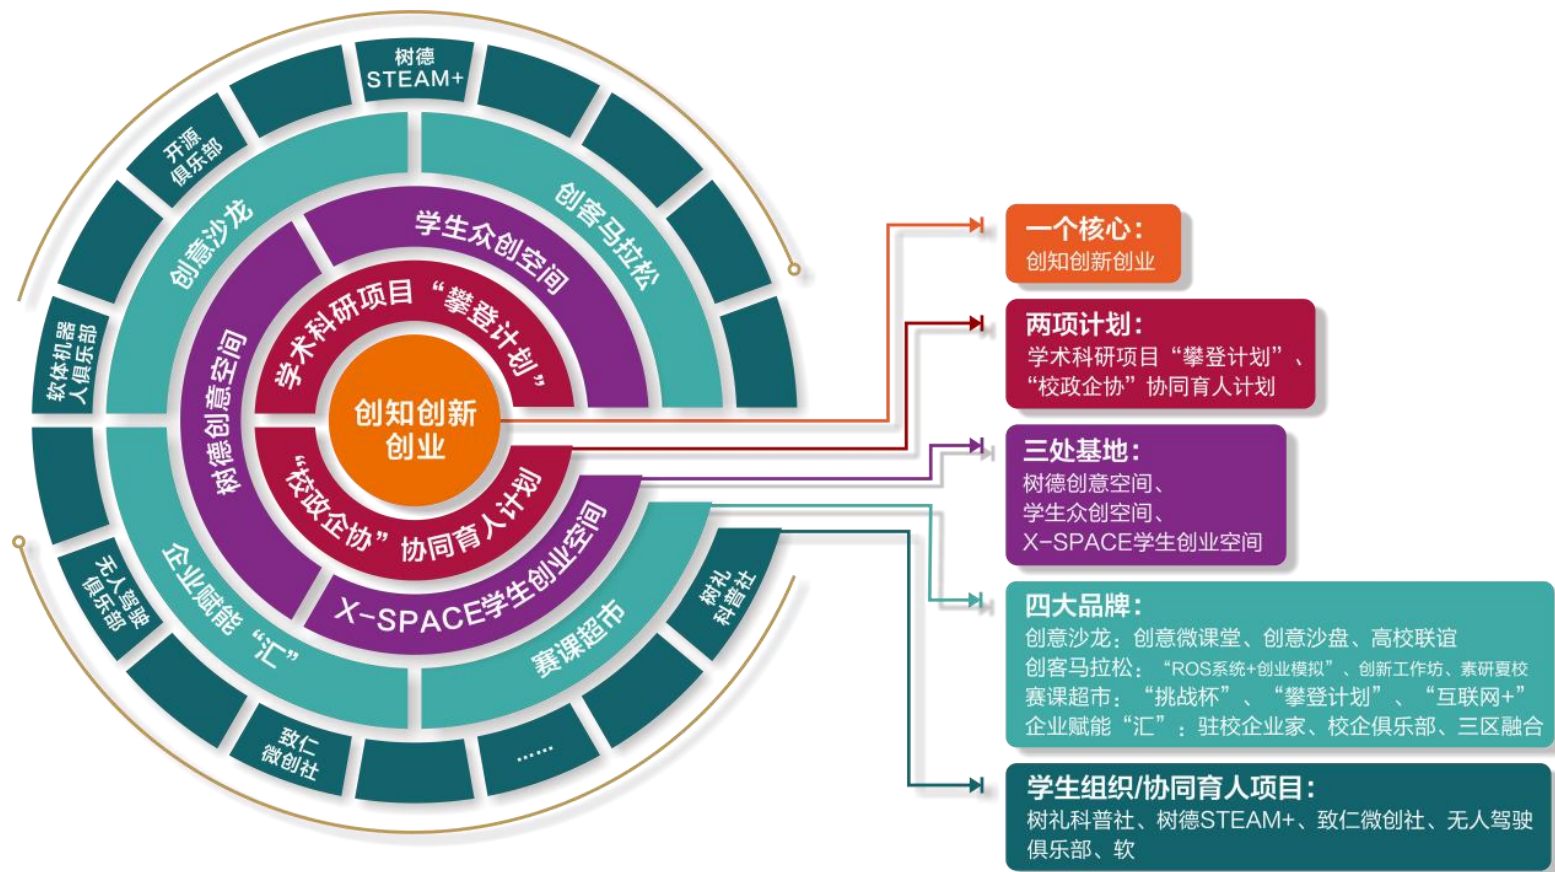 树德
STEAM+
开源
俱乐部
软体机器
人俱乐部
无人驾驶
俱乐部
致仁
微创社
……
树礼
科普社
创意沙龙
创客马拉松
企业赋能“汇”
赛课超市
树德创意空间
学生众创空间
X-SPACE学生创业空间
学术科研项目“攀登计划”
“校政企协”协同育人计划
创知创新
创业
一个核心：
创知创新创业
两项计划：
学术科研项目“攀登计划”、
“校政企协”协同育人计划
三处基地：
树德创意空间、
学生众创空间、
X-SPACE学生创业空间
四大品牌：
创意沙龙：创意微课堂、创意沙盘、高校联谊
创客马拉松：“ROS系统+创业模拟”、创新工作坊、素研夏校
赛课超市：“挑战杯”、“攀登计划”、“互联网+”
企业赋能“汇”：驻校企业家、校企俱乐部、三区融合
学生组织/协同育人项目：
树礼科普社、树德STEAM+、致仁微创社、无人驾驶
俱乐部、软